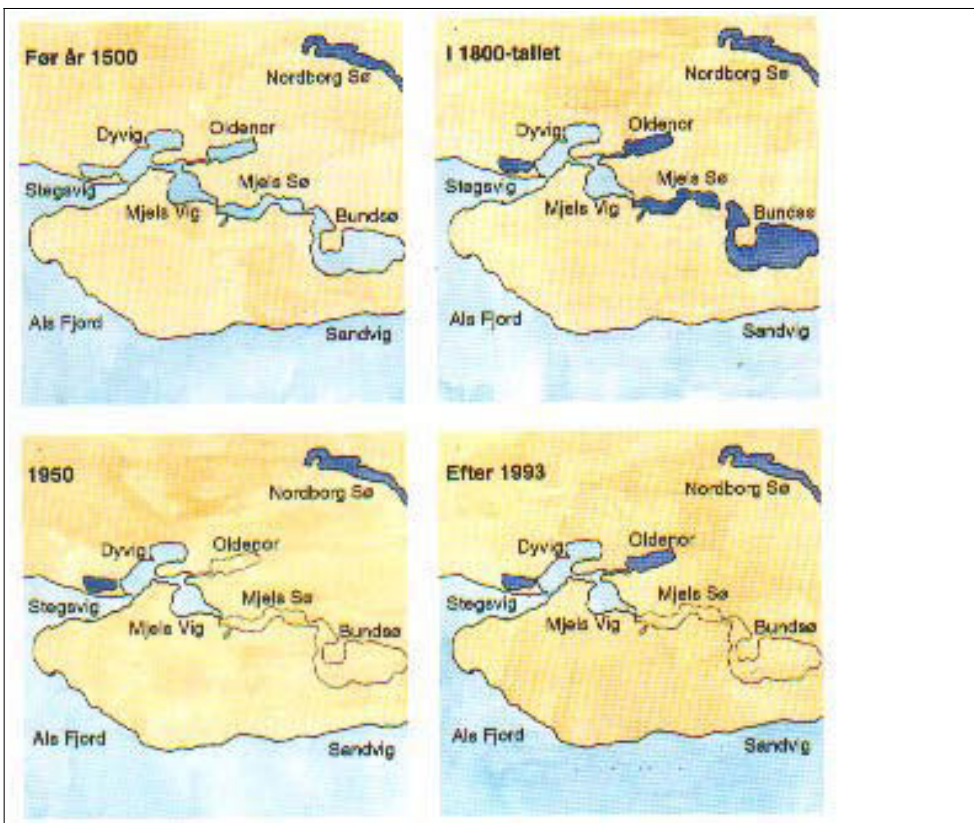 Før år 1500
Nordborg Sø
Dyvig
Oldenor
Stegsvig
Mjels Sø
Mjels Vig
Bundsø
Als Fjord
Sandvig
I 1800-tallet
Nordborg Sø
Dyvig
Oldenor
Stegsvig
Mjels Sø
Mjels Vig
Bundsø
Als Fjord
Sandvig
1950
Nordborg Sø
Dyvig
Oldenor
Stegsvig
Mjels Sø
Mjels Vig
Bundsø
Als Fjord
Sandvig
Efter 1993
Nordborg Sø
Dyvig
Oldenor
Stegsvig
Mjels Sø
Mjels Vig
Bundsø
Als Fjord
Sandvig